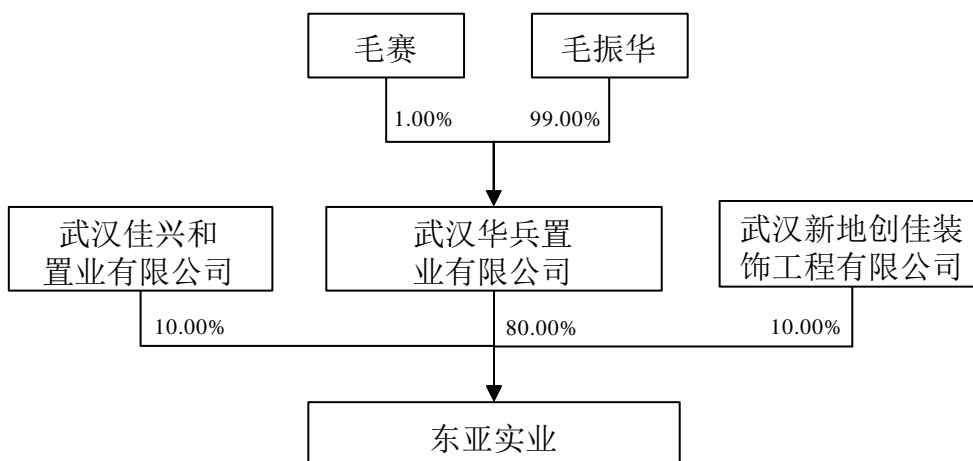 毛赛
毛振华
1.00%
99.00%
武汉佳兴和
置业有限公司
武汉华兵置
业有限公司
武汉新地创佳装
饰工程有限公司
10.00%
80.00%
10.00%
东亚实业